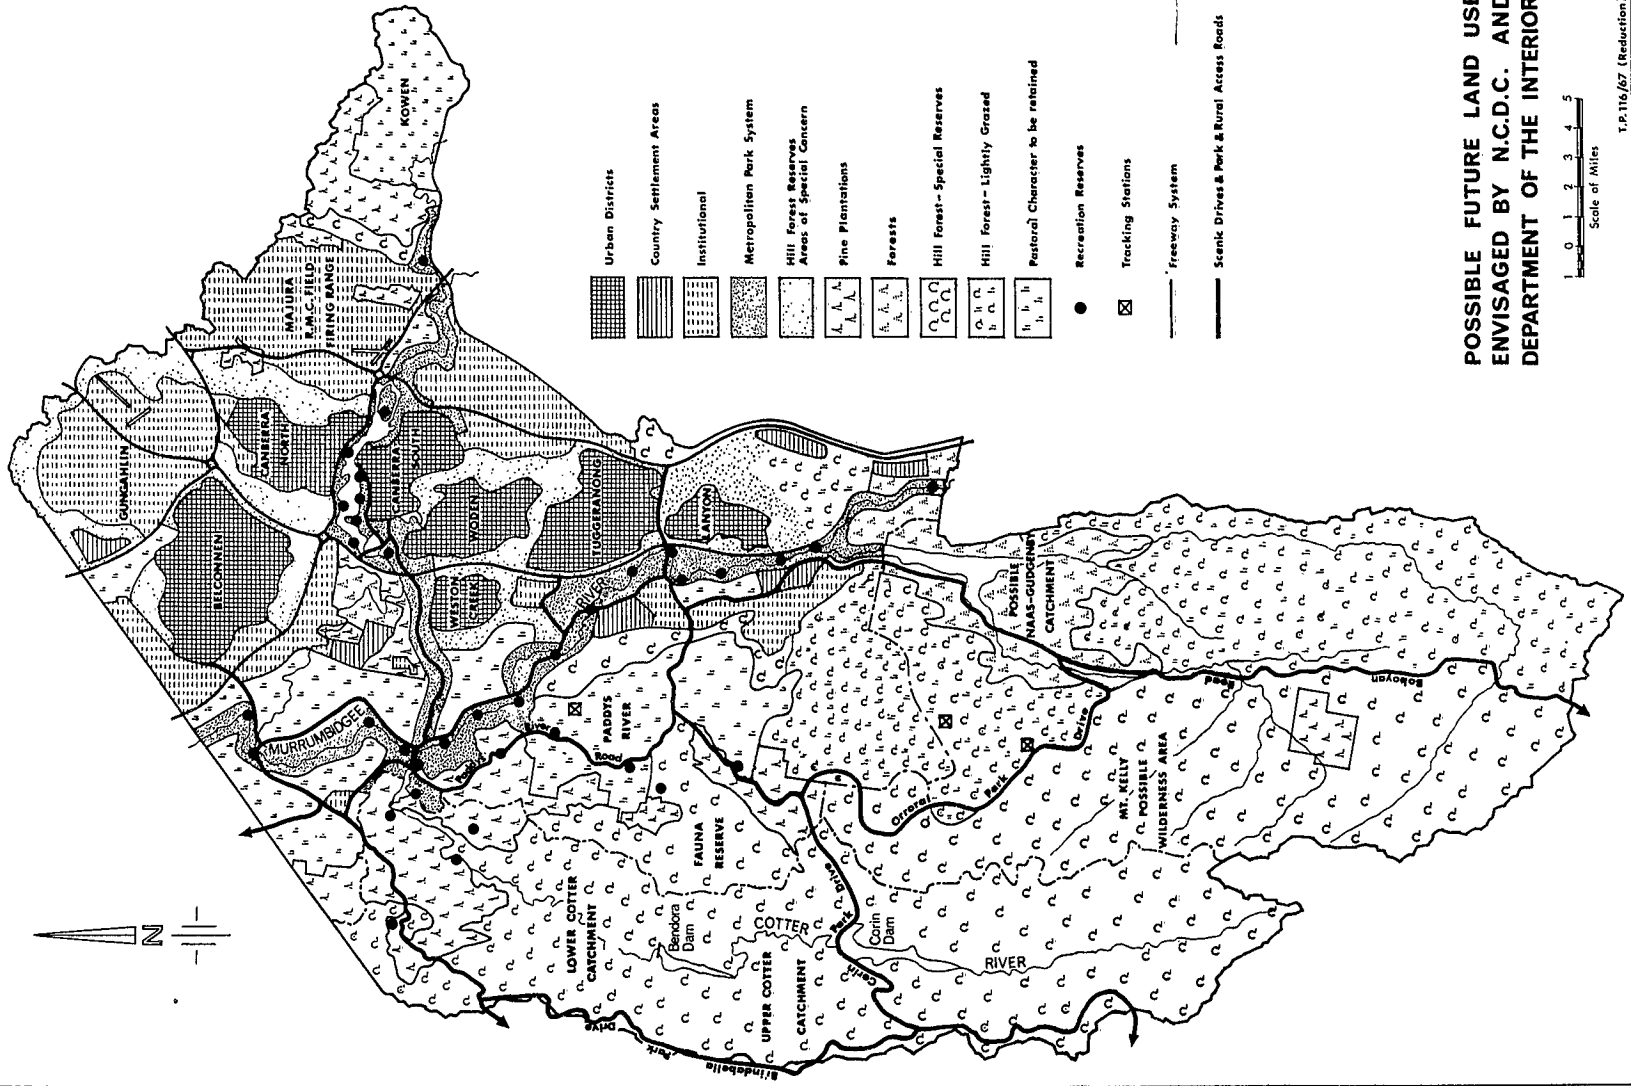 GUNGAHLIN
MAJURA
R.M.C. FIELD
FIRING RANGE
KOWEN
BELCONNEN
CANBERRA
NORTH
CANBERRA
SOUTH
WODEN
WESTON
CREEK
TUGGERANONG
LANYON
MURRUMBIDGEE
RIVER
PADDYS
RIVER
Road
FAUNA
RESERVE
LOWER COTTER
CATCHMENT
Bendora
Dam
COTTER
UPPER COTTER
CATCHMENT
Corin
Dam
RIVER
Corin Park Drive
Brindabella Park Drive
Orroral Park Drive
POSSIBLE
NAAS-GUDGENBY
CATCHMENT
MT. KELLY
POSSIBLE
WILDERNESS AREA
Boboyan Road
N
Urban Districts
Country Settlement Areas
Institutional
Metropolitan Park System
Hill Forest Reserves
Areas of Special Concern
Pine Plantations
Forests
Hill Forest-Special Reserves
Hill Forest-Lightly Grazed
Pastoral Character to be retained
Recreation Reserves
Tracking Stations
Freeway System
Scenic Drives & Park & Rural Access Roads
POSSIBLE FUTURE LAND USE
ENVISAGED BY N.C.D.C. AND
DEPARTMENT OF THE INTERIOR
1 0 1 2 3 4 5
Scale of Miles
T.P. 116/67 (Reduction)